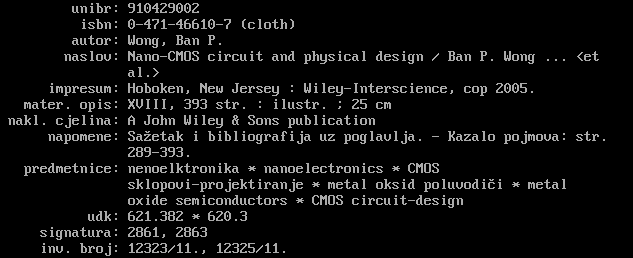 unibr: 910429002
isbn: 0-471-46610-7 (cloth)
autor: Wong, Ban P.
naslov: Nano-CMOS circuit and physical design / Ban P. Wong ... <et
al.>
impresum: Hoboken, New Jersey : Wiley-Interscience, cop 2005.
mater. opis: XVIII, 393 str. : ilustr. ; 25 cm
nakl. cjelina: A John Wiley & Sons publication
napomene: Sažetak i bibliografija uz poglavlja. - Kazalo pojmova: str.
289-393.
predmetnice: nenoelktronika * nanoelectronics * CMOS
sklopovi-projektiranje * metal oksid poluvodiči * metal
oxide semiconductors * CMOS circuit-design
udk: 621.382 * 620.3
signatura: 2861, 2863
inv. broj: 12323/11., 12325/11.